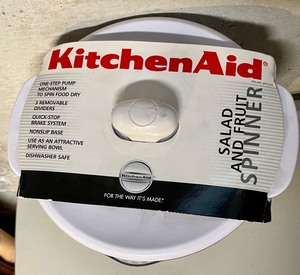 KitchenAid
ONE-STEP PUMP
MECHANISM
TO SPIN FOOD DRY
3 REMOVABLE
DIVIDERS
QUICK-STOP
BRAKE SYSTEM
NONSLIP BASE
USE AS AN ATTRACTIVE
SERVING BOWL
DISHWASHER SAFE
SALAD
AND FRUIT
SPINNER
KitchenAid
FOR THE WAY IT'S MADE.